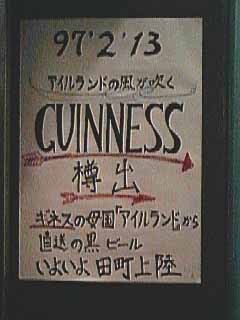 97'2'13
アイルランドの風が吹く
GUINNESS
樽出
ギネスの母国「アイルランド」から
直送の黒ビール
いよいよ田町上陸